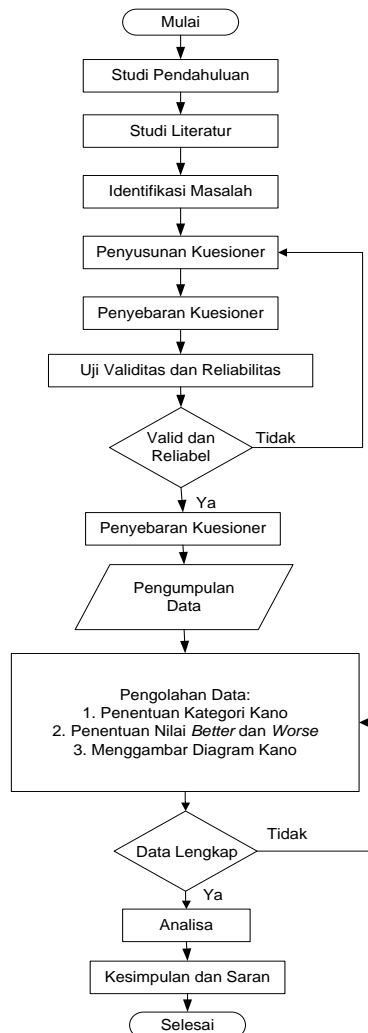 Mulai
Studi Pendahuluan
Studi Literatur
Identifikasi Masalah
Penyusunan Kuesioner
Penyebaran Kuesioner
Uji Validitas dan Reliabilitas
Valid dan
Reliabel
Tidak
Ya
Penyebaran Kuesioner
Pengumpulan
Data
Pengolahan Data:
1. Penentuan Kategori Kano
2. Penentuan Nilai Better dan Worse
3. Menggambar Diagram Kano
Data Lengkap
Tidak
Ya
Analisa
Kesimpulan dan Saran
Selesai